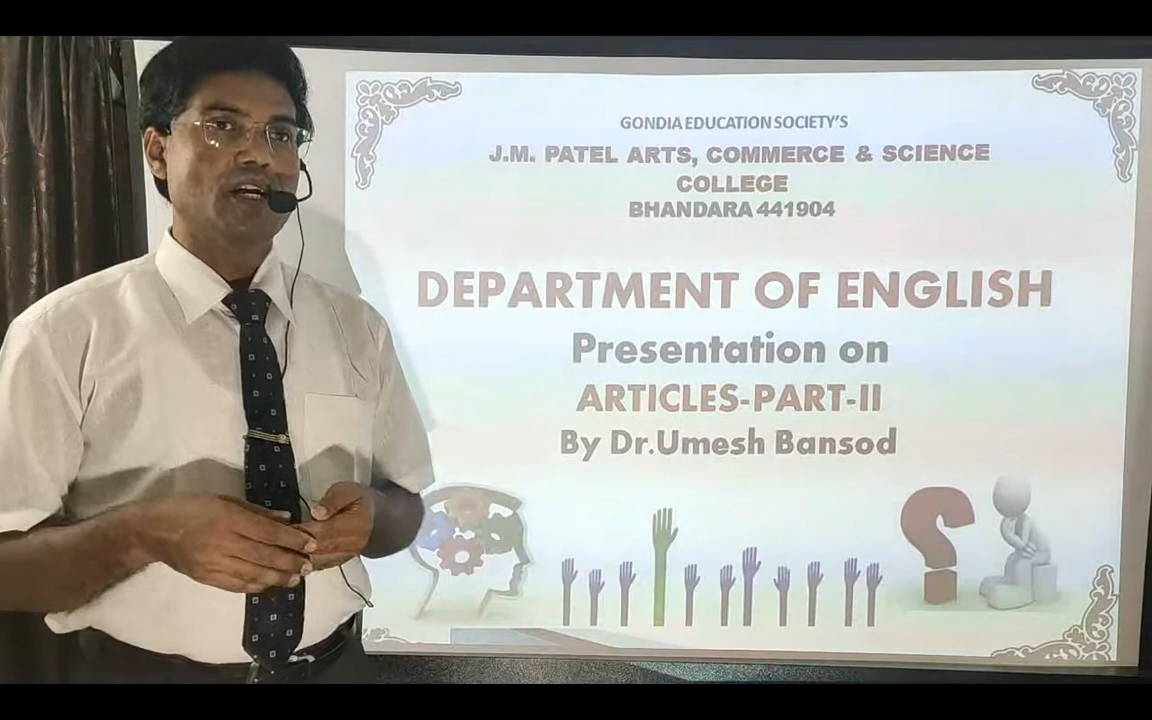 GONDIA EDUCATION SOCIETY'S
J.M. PATEL ARTS, COMMERCE & SCIENCE
COLLEGE
BHANDARA 441904
DEPARTMENT OF ENGLISH
Presentation on
ARTICLES-PART-II
By Dr.Umesh Bansod